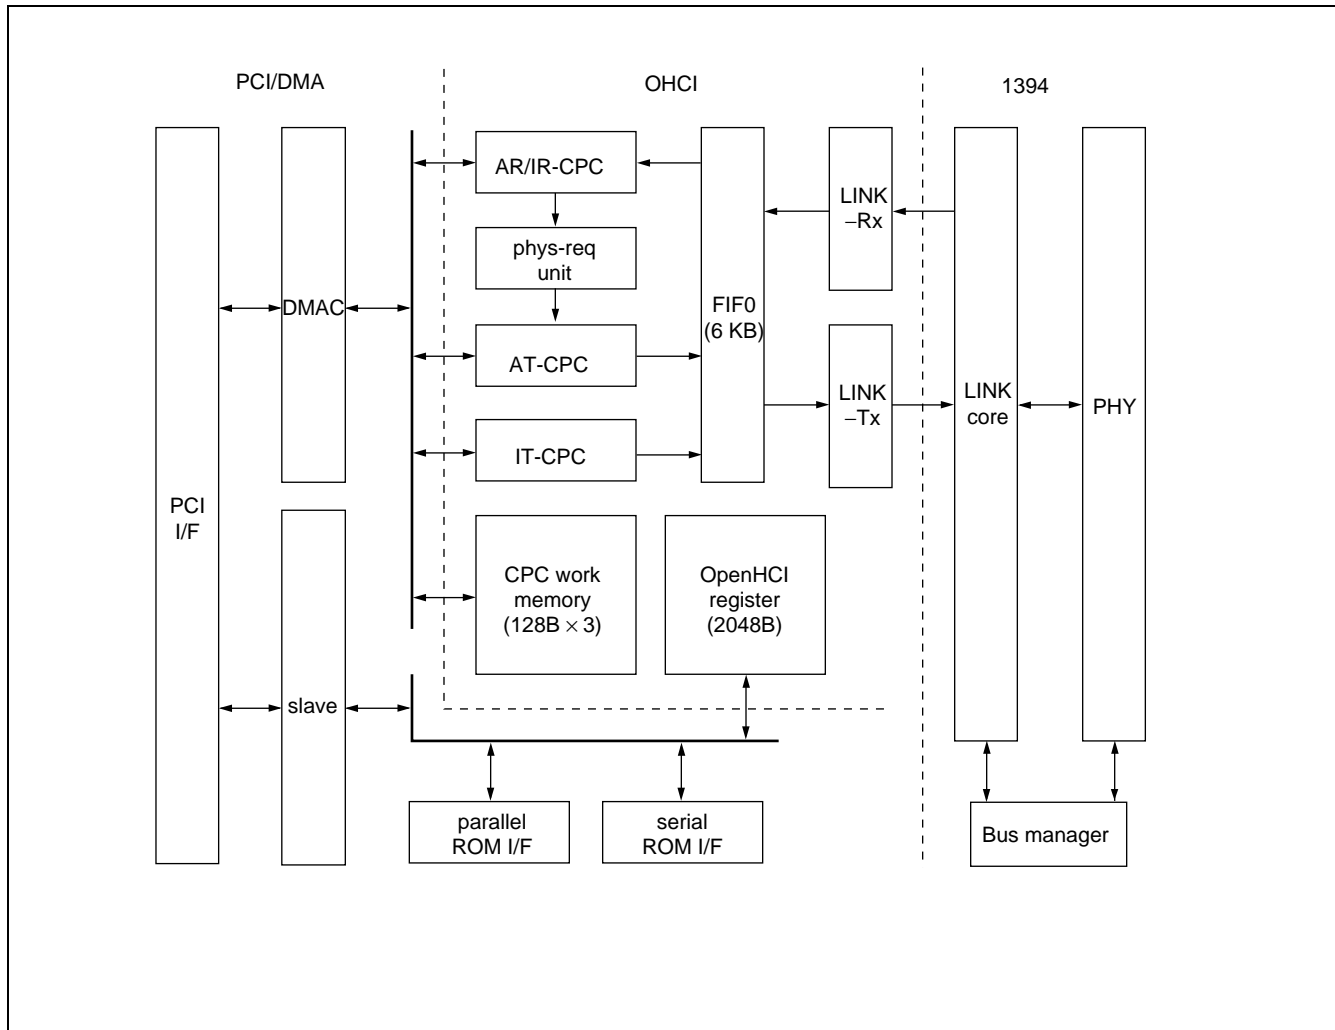 PCI/DMA
OHCI
1394
AR/IR-CPC
LINK
–Rx
phys-req
unit
DMAC
FIF0
(6 KB)
AT-CPC
LINK
–Tx
LINK
core
PHY
IT-CPC
PCI
I/F
CPC work
memory
(128B × 3)
OpenHCI
register
(2048B)
slave
parallel
ROM I/F
serial
ROM I/F
Bus manager